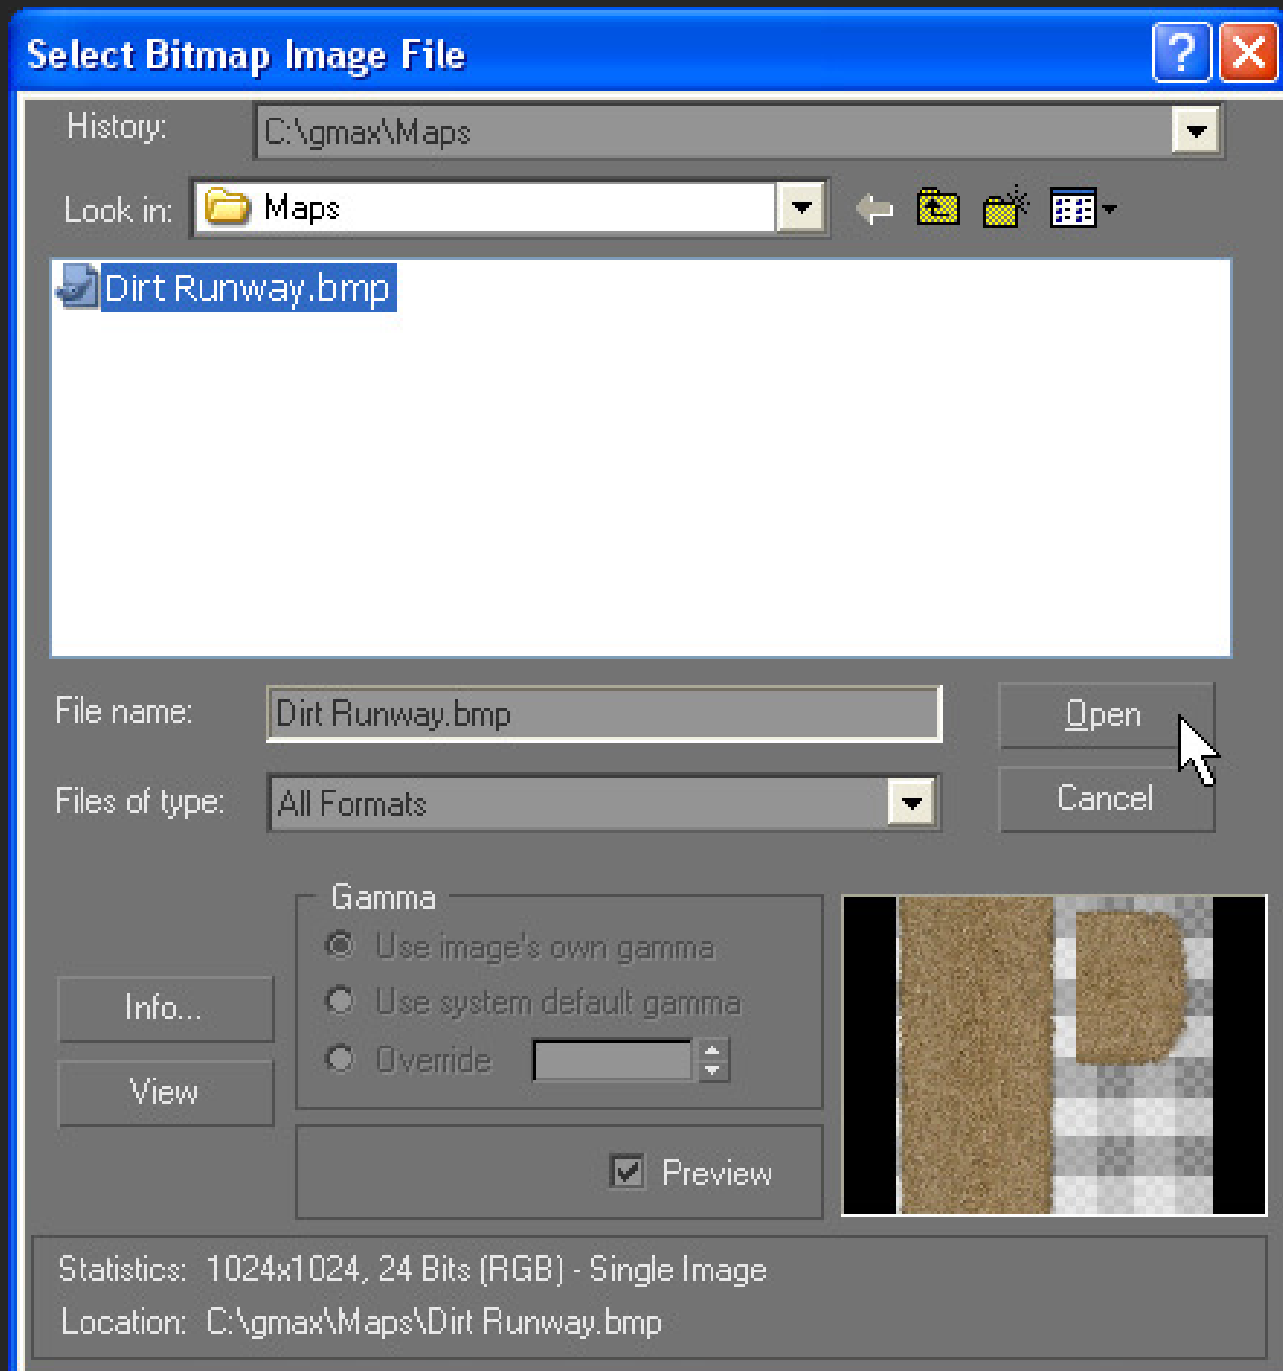 Select Bitmap Image File
History: C:\gmax\Maps
Look in: Maps
Dirt Runway.bmp
File name: Dirt Runway.bmp Open
Files of type: All Formats Cancel
Gamma
Use image's own gamma
Use system default gamma
Override
Info...
View
Preview
Statistics: 1024x1024, 24 Bits (RGB) - Single Image
Location: C:\gmax\Maps\Dirt Runway.bmp